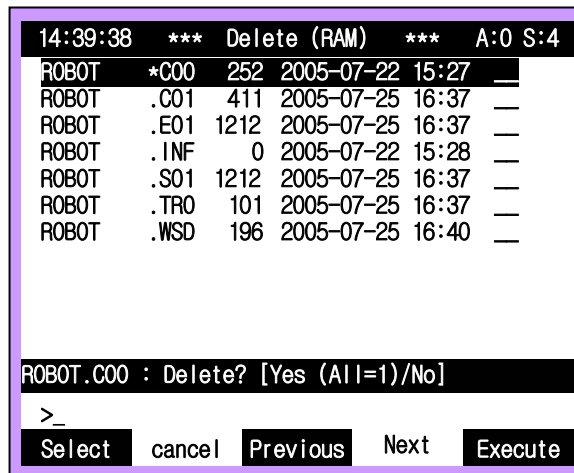 14:39:38 *** Delete (RAM) *** A:0 S:4
ROBOT *C00 252 2005-07-22 15:27 __
ROBOT .C01 411 2005-07-25 16:37 __
ROBOT .E01 1212 2005-07-25 16:37 __
ROBOT .INF 0 2005-07-22 15:28 __
ROBOT .S01 1212 2005-07-25 16:37 __
ROBOT .TR0 101 2005-07-25 16:37 __
ROBOT .WSD 196 2005-07-25 16:40 __
ROBOT.C00 : Delete? [Yes (All=1)/No]
>_
Select cancel Previous Next Execute